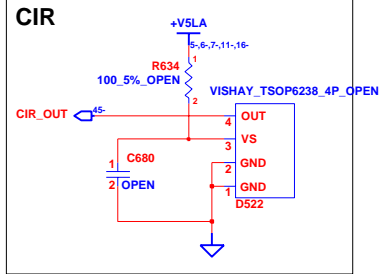 CIR
+V5LA
5-,6-,7-,11-,16-
R634
1
100_5%_OPEN
2
VISHAY_TSOP6238_4P_OPEN
CIR_OUT 45-
4 OUT
3 VS
2 GND
1 GND
D522
1 C680
2 OPEN